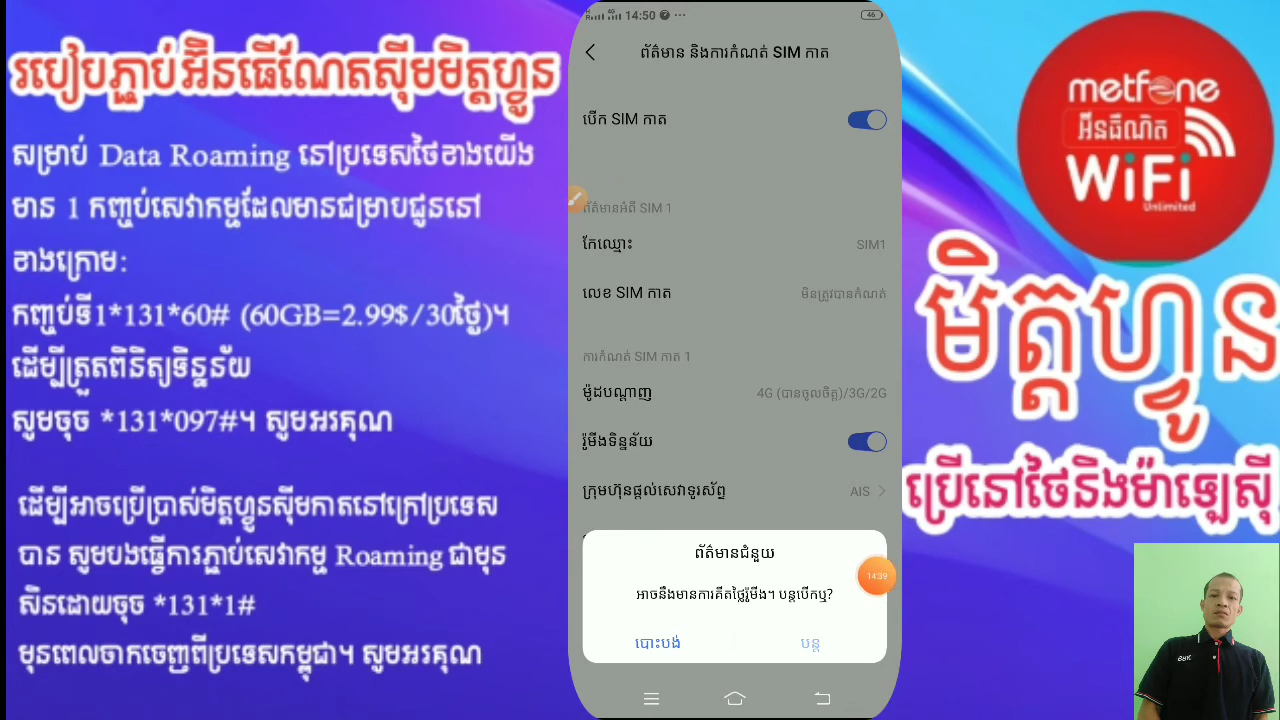 របៀបភ្ជាប់អ៊ិនធើណែតស៊ីមមិត្តហ្វូន
សម្រាប់ Data Roaming នៅប្រទេសថៃខាងយើង
មាន 1 កញ្ចប់សេវាកម្មដែលមានជម្រាបជូននៅ
ខាងក្រោម:
កញ្ចប់ទី1*131*60# (60GB=2.99$/30ថ្ងៃ)។
ដើម្បីត្រួតពិនិត្យទិន្នន័យ
សូមចុច *131*097#។ សូមអរគុណ
ដើម្បីអាចប្រើប្រាស់មិត្តហ្វូនស៊ីមកាតនៅក្រៅប្រទេស
បាន សូមបងធ្វើការភ្ជាប់សេវាកម្ម Roaming ជាមុន
សិនដោយចុច *131*1#
មុនពេលចាកចេញពីប្រទេសកម្ពុជា។ សូមអរគុណ
4G 14:50 46
ព័ត៌មាន និងការកំណត់ SIM កាត
បើក SIM កាត
ព័ត៌មានអំពី SIM 1
កែឈ្មោះ SIM1
លេខ SIM កាត មិនត្រូវបានកំណត់
ការកំណត់ SIM កាត 1
ម៉ូដបណ្ដាញ 4G (បានចូលចិត្ត)/3G/2G
រ៉ូមីងទិន្នន័យ
ក្រុមហ៊ុនផ្ដល់សេវាទូរស័ព្ទ AIS
ព័ត៌មានជំនួយ
14:39
អាចនឹងមានការគីតថ្លៃរ៉ូមីង។ បន្តបើកឬ?
បោះបង់ បន្ត
metfone
អ៊ីនធឺណិត
WiFi
Unlimited
មិត្តហ្វូន
ប្រើនៅថៃនិងម៉ាឡេស៊ី